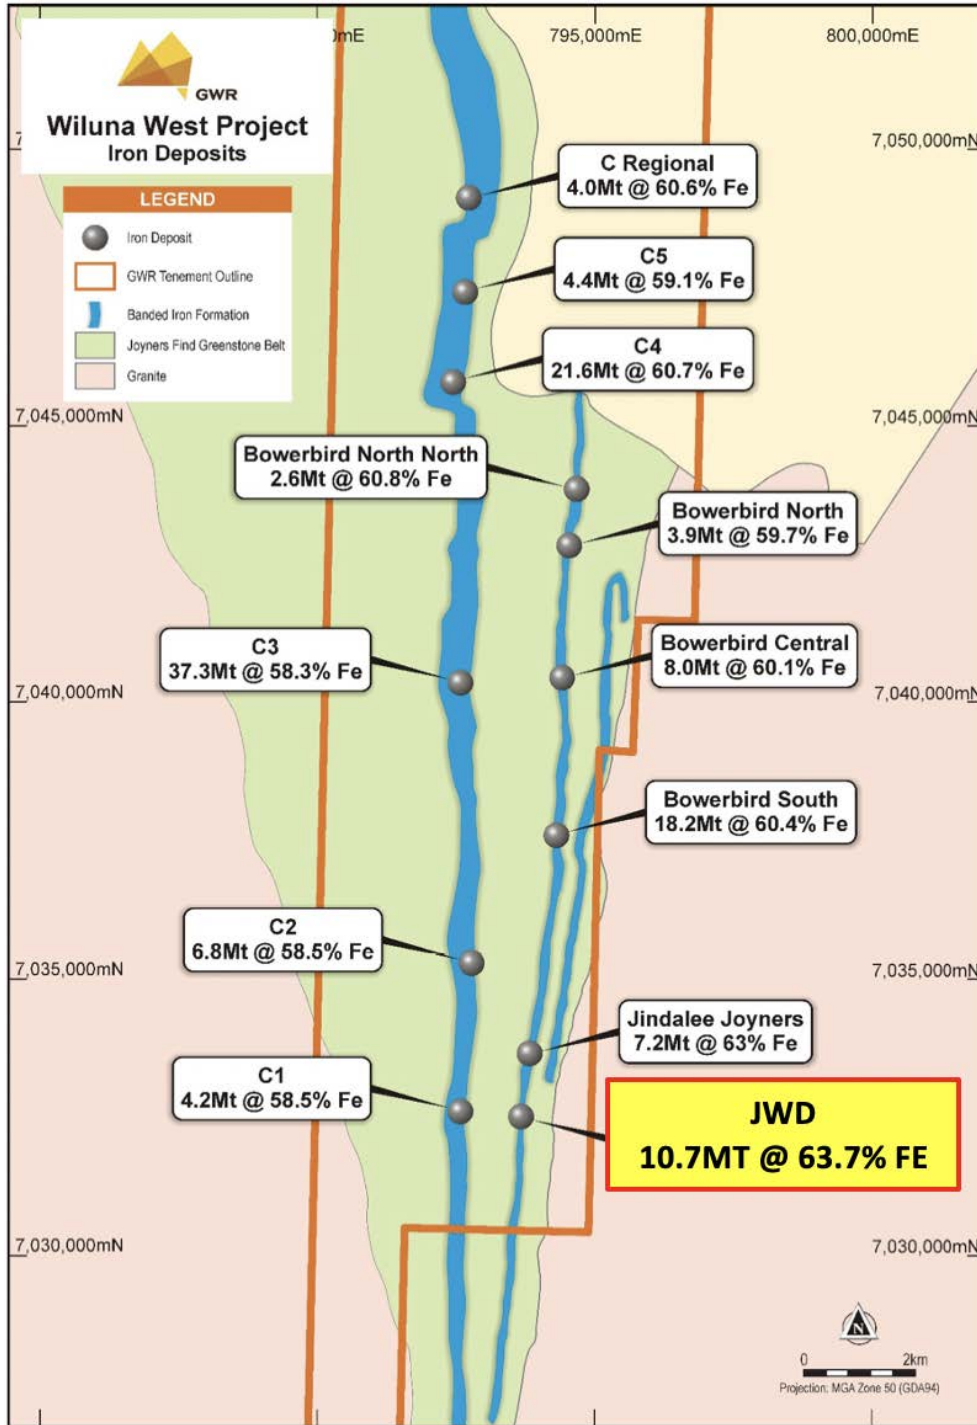 795,000mE
800,000mE
GWR
Wiluna West Project
Iron Deposits
7,050,000mN
LEGEND
Iron Deposit
GWR Tenement Outline
Banded Iron Formation
Joyners Find Greenstone Belt
Granite
C Regional
4.0Mt @ 60.6% Fe
C5
4.4Mt @ 59.1% Fe
C4
21.6Mt @ 60.7% Fe
7,045,000mN
7,045,000mN
Bowerbird North North
2.6Mt @ 60.8% Fe
Bowerbird North
3.9Mt @ 59.7% Fe
C3
37.3Mt @ 58.3% Fe
Bowerbird Central
8.0Mt @ 60.1% Fe
7,040,000mN
7,040,000mN
Bowerbird South
18.2Mt @ 60.4% Fe
C2
6.8Mt @ 58.5% Fe
7,035,000mN
7,035,000mN
Jindalee Joyners
7.2Mt @ 63% Fe
C1
4.2Mt @ 58.5% Fe
JWD
10.7MT @ 63.7% FE
7,030,000mN
7,030,000mN
N
0 2km
Projection: MGA Zone 50 (GDA94)